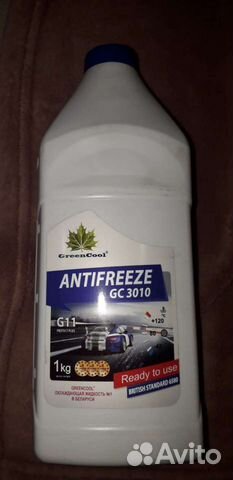 GreenCool
ANTIFREEZE
GC 3010
G11
+120
1kg
Ready to use
BRITISH STANDARD 6580
GREENCOOL
ОХЛАЖДАЮЩАЯ ЖИДКОСТЬ №1
В БЕЛАРУСИ
Avito